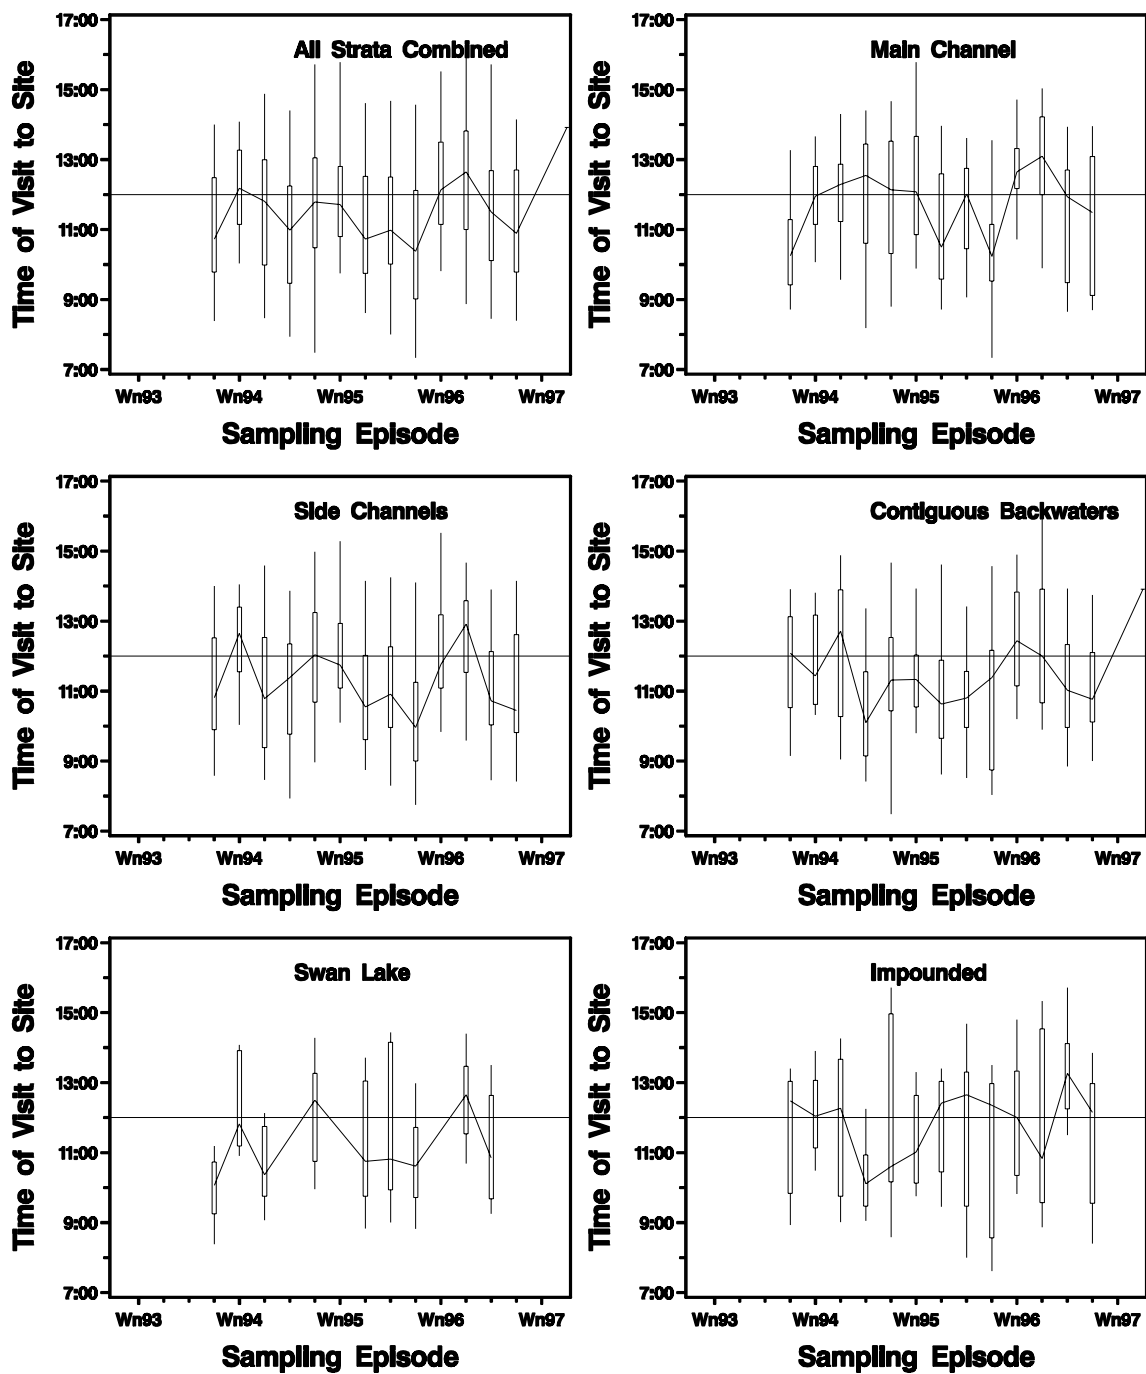 All Strata Combined
Time of Visit to Site
17:00
15:00
13:00
11:00
9:00
7:00
Wn93 Wn94 Wn95 Wn96 Wn97
Sampling Episode
Main Channel
Time of Visit to Site
17:00
15:00
13:00
11:00
9:00
7:00
Wn93 Wn94 Wn95 Wn96 Wn97
Sampling Episode
Side Channels
Time of Visit to Site
17:00
15:00
13:00
11:00
9:00
7:00
Wn93 Wn94 Wn95 Wn96 Wn97
Sampling Episode
Contiguous Backwaters
Time of Visit to Site
17:00
15:00
13:00
11:00
9:00
7:00
Wn93 Wn94 Wn95 Wn96 Wn97
Sampling Episode
Swan Lake
Time of Visit to Site
17:00
15:00
13:00
11:00
9:00
7:00
Wn93 Wn94 Wn95 Wn96 Wn97
Sampling Episode
Impounded
Time of Visit to Site
17:00
15:00
13:00
11:00
9:00
7:00
Wn93 Wn94 Wn95 Wn96 Wn97
Sampling Episode